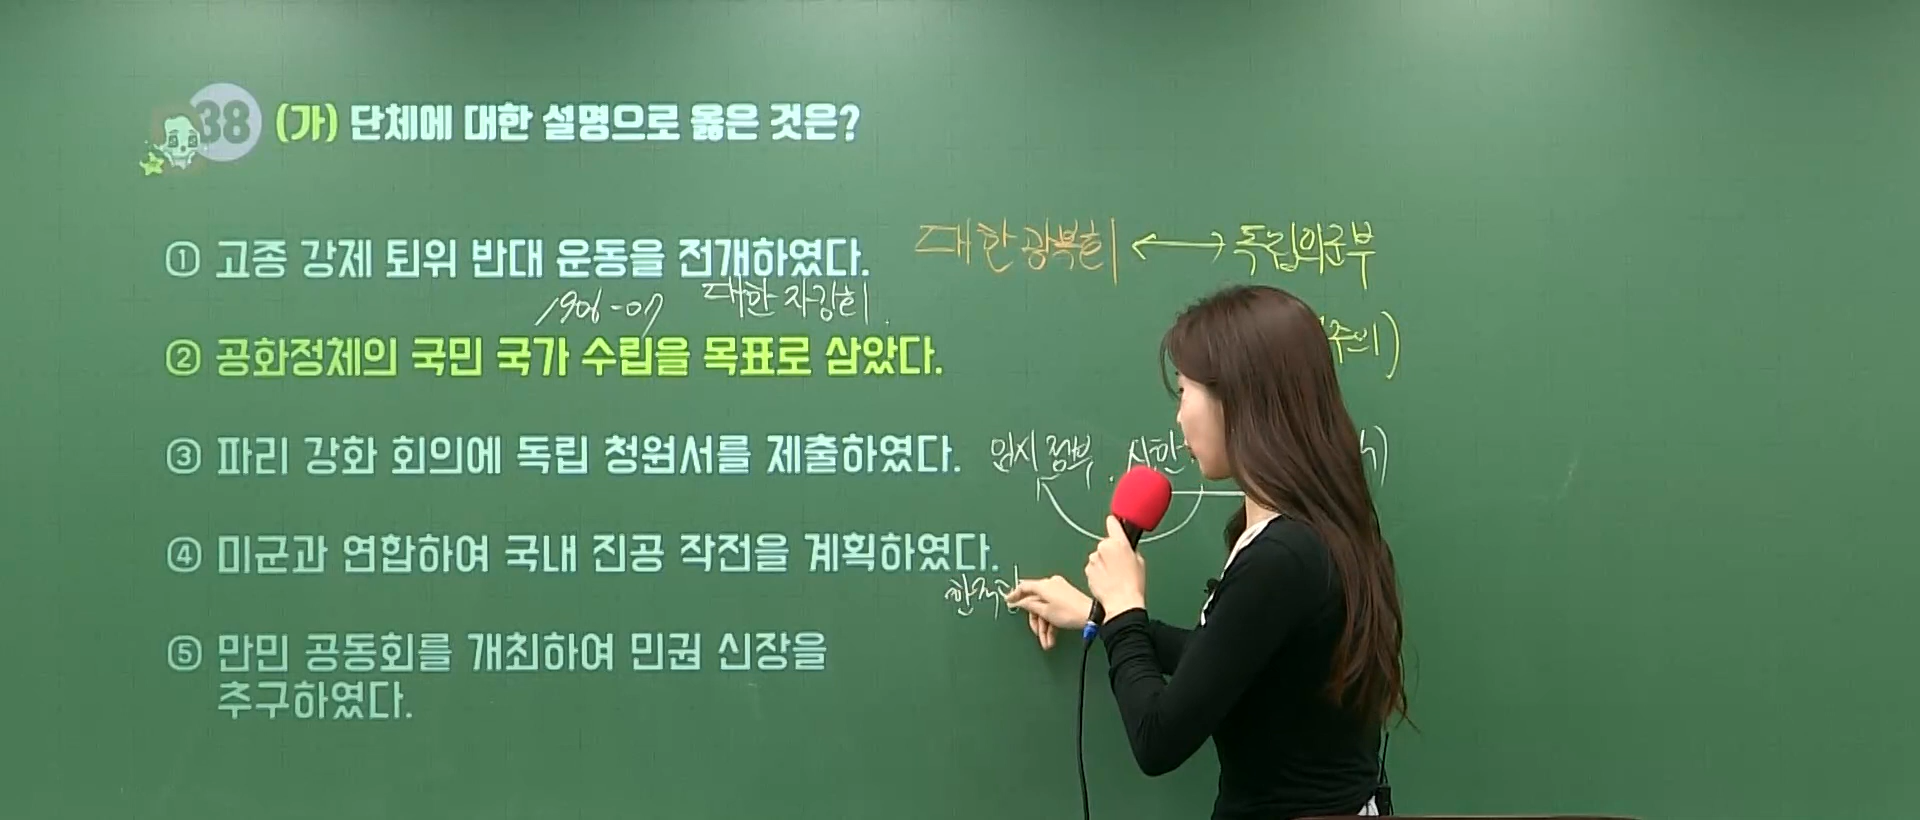 38 (가) 단체에 대한 설명으로 옳은 것은?
① 고종 강제 퇴위 반대 운동을 전개하였다.
대한광복회 ↔ 독립의군부
1906-07 대한 자강회.
주의)
② 공화정체의 국민 국가 수립을 목표로 삼았다.
③ 파리 강화 회의에 독립 청원서를 제출하였다.
임시정부
④ 미군과 연합하여 국내 진공 작전을 계획하였다.
⑤ 만민 공동회를 개최하여 민권 신장을
추구하였다.